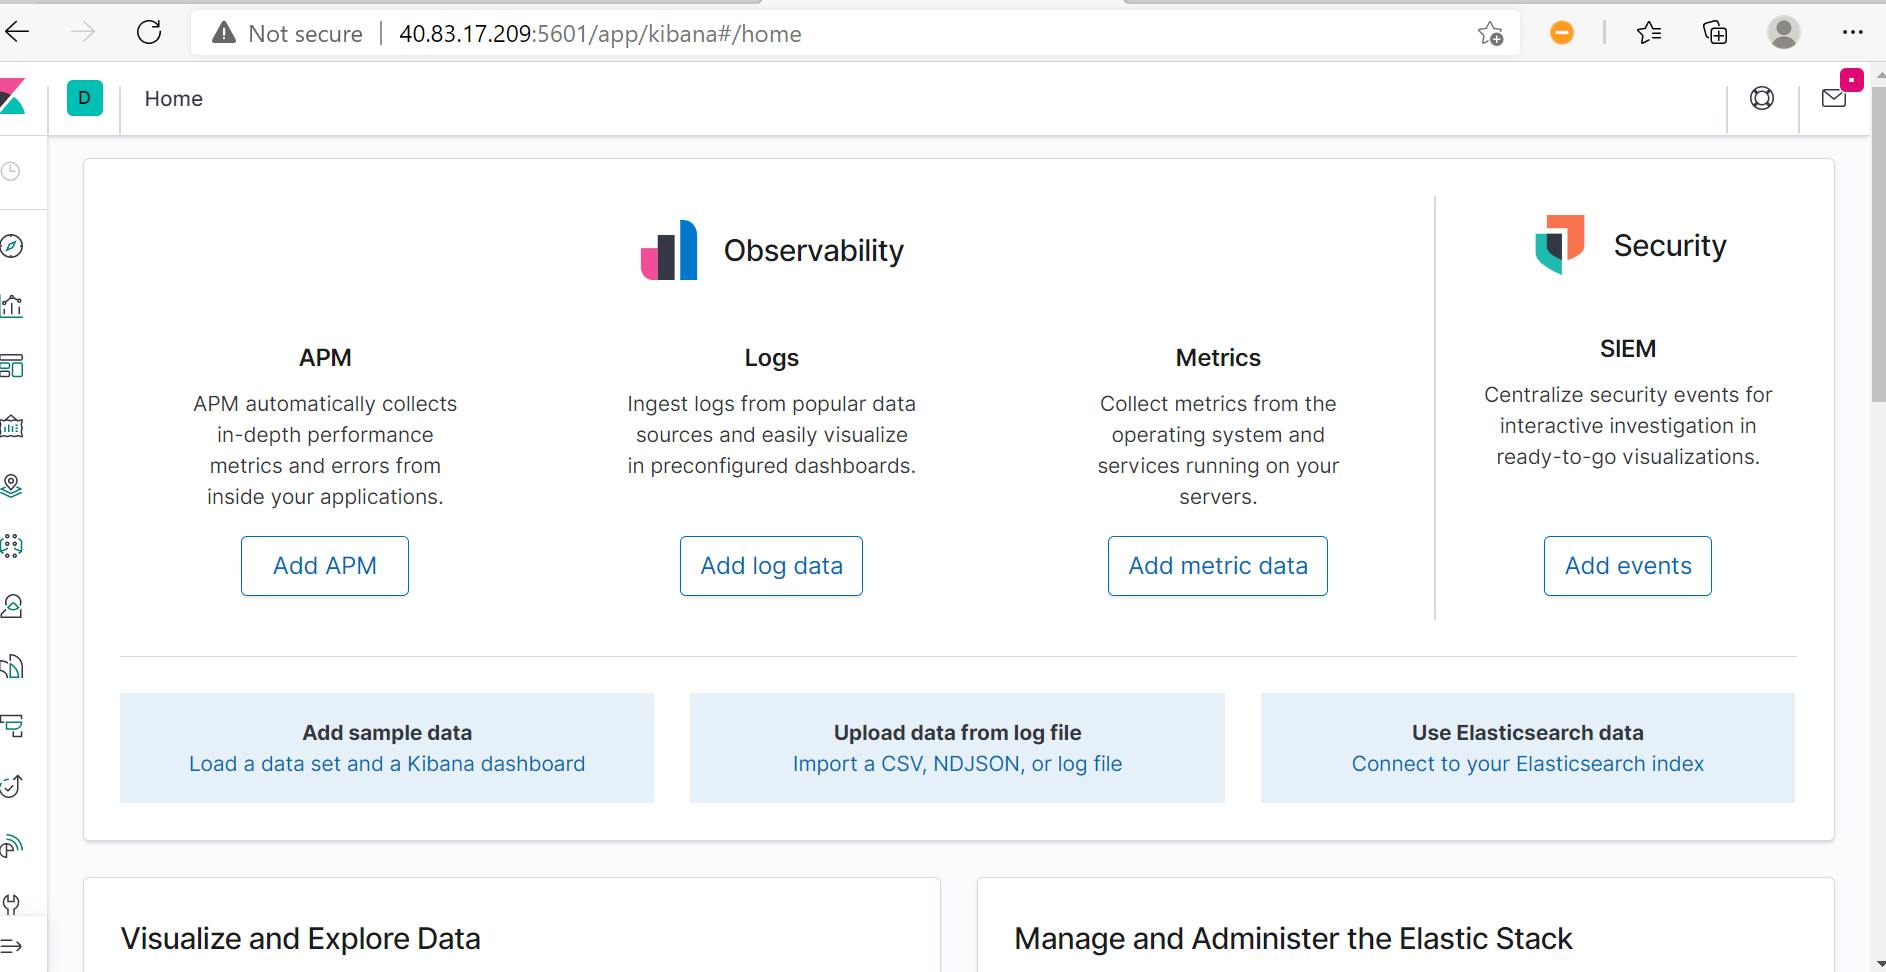 Not secure
40.83.17.209:5601/app/kibana#/home
D
Home
Observability
Security
APM
APM automatically collects
in-depth performance
metrics and errors from
inside your applications.
Add APM
Logs
Ingest logs from popular data
sources and easily visualize
in preconfigured dashboards.
Add log data
Metrics
Collect metrics from the
operating system and
services running on your
servers.
Add metric data
SIEM
Centralize security events for
interactive investigation in
ready-to-go visualizations.
Add events
Add sample data
Load a data set and a Kibana dashboard
Upload data from log file
Import a CSV, NDJSON, or log file
Use Elasticsearch data
Connect to your Elasticsearch index
Visualize and Explore Data
Manage and Administer the Elastic Stack